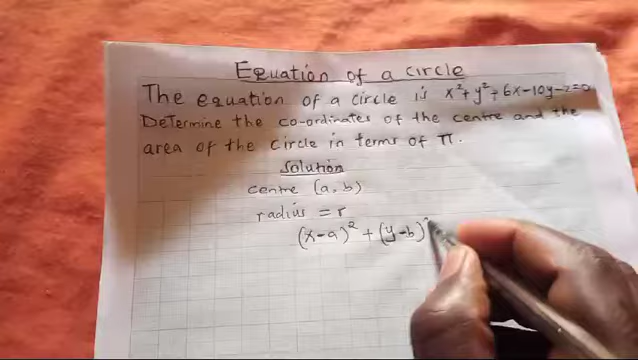 Equation of a circle
The equation of a circle is x²+y²+6x-10y-2=0
Determine the co-ordinates of the centre and the
area of the circle in terms of π.
Solution
centre (a, b)
radius = r
(x-a)² + (y-b)²